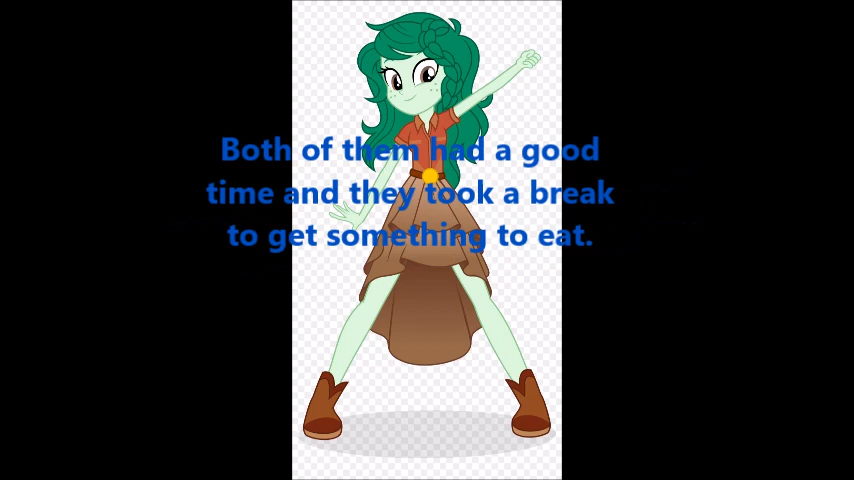 Both of them had a good
time and they took a break
to get something to eat.